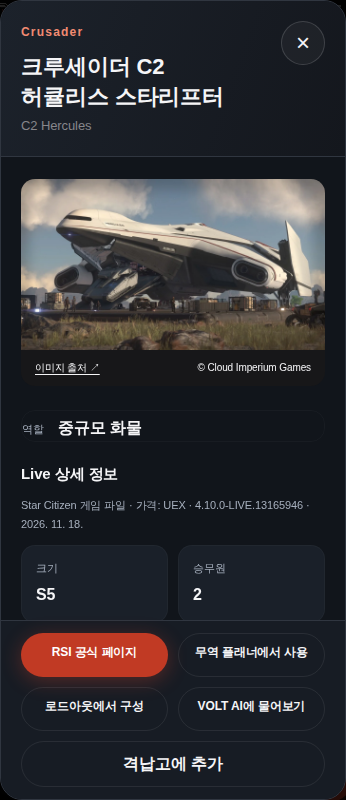 Crusader
크루세이더 C2
허큘리스 스타리프터
C2 Hercules
✕
이미지 출처 ↗
© Cloud Imperium Games
역할 중규모 화물
Live 상세 정보
Star Citizen 게임 파일 · 가격: UEX · 4.10.0-LIVE.13165946 ·
2026. 11. 18.
크기
S5
승무원
2
RSI 공식 페이지
무역 플래너에서 사용
로드아웃에서 구성
VOLT AI에 물어보기
격납고에 추가